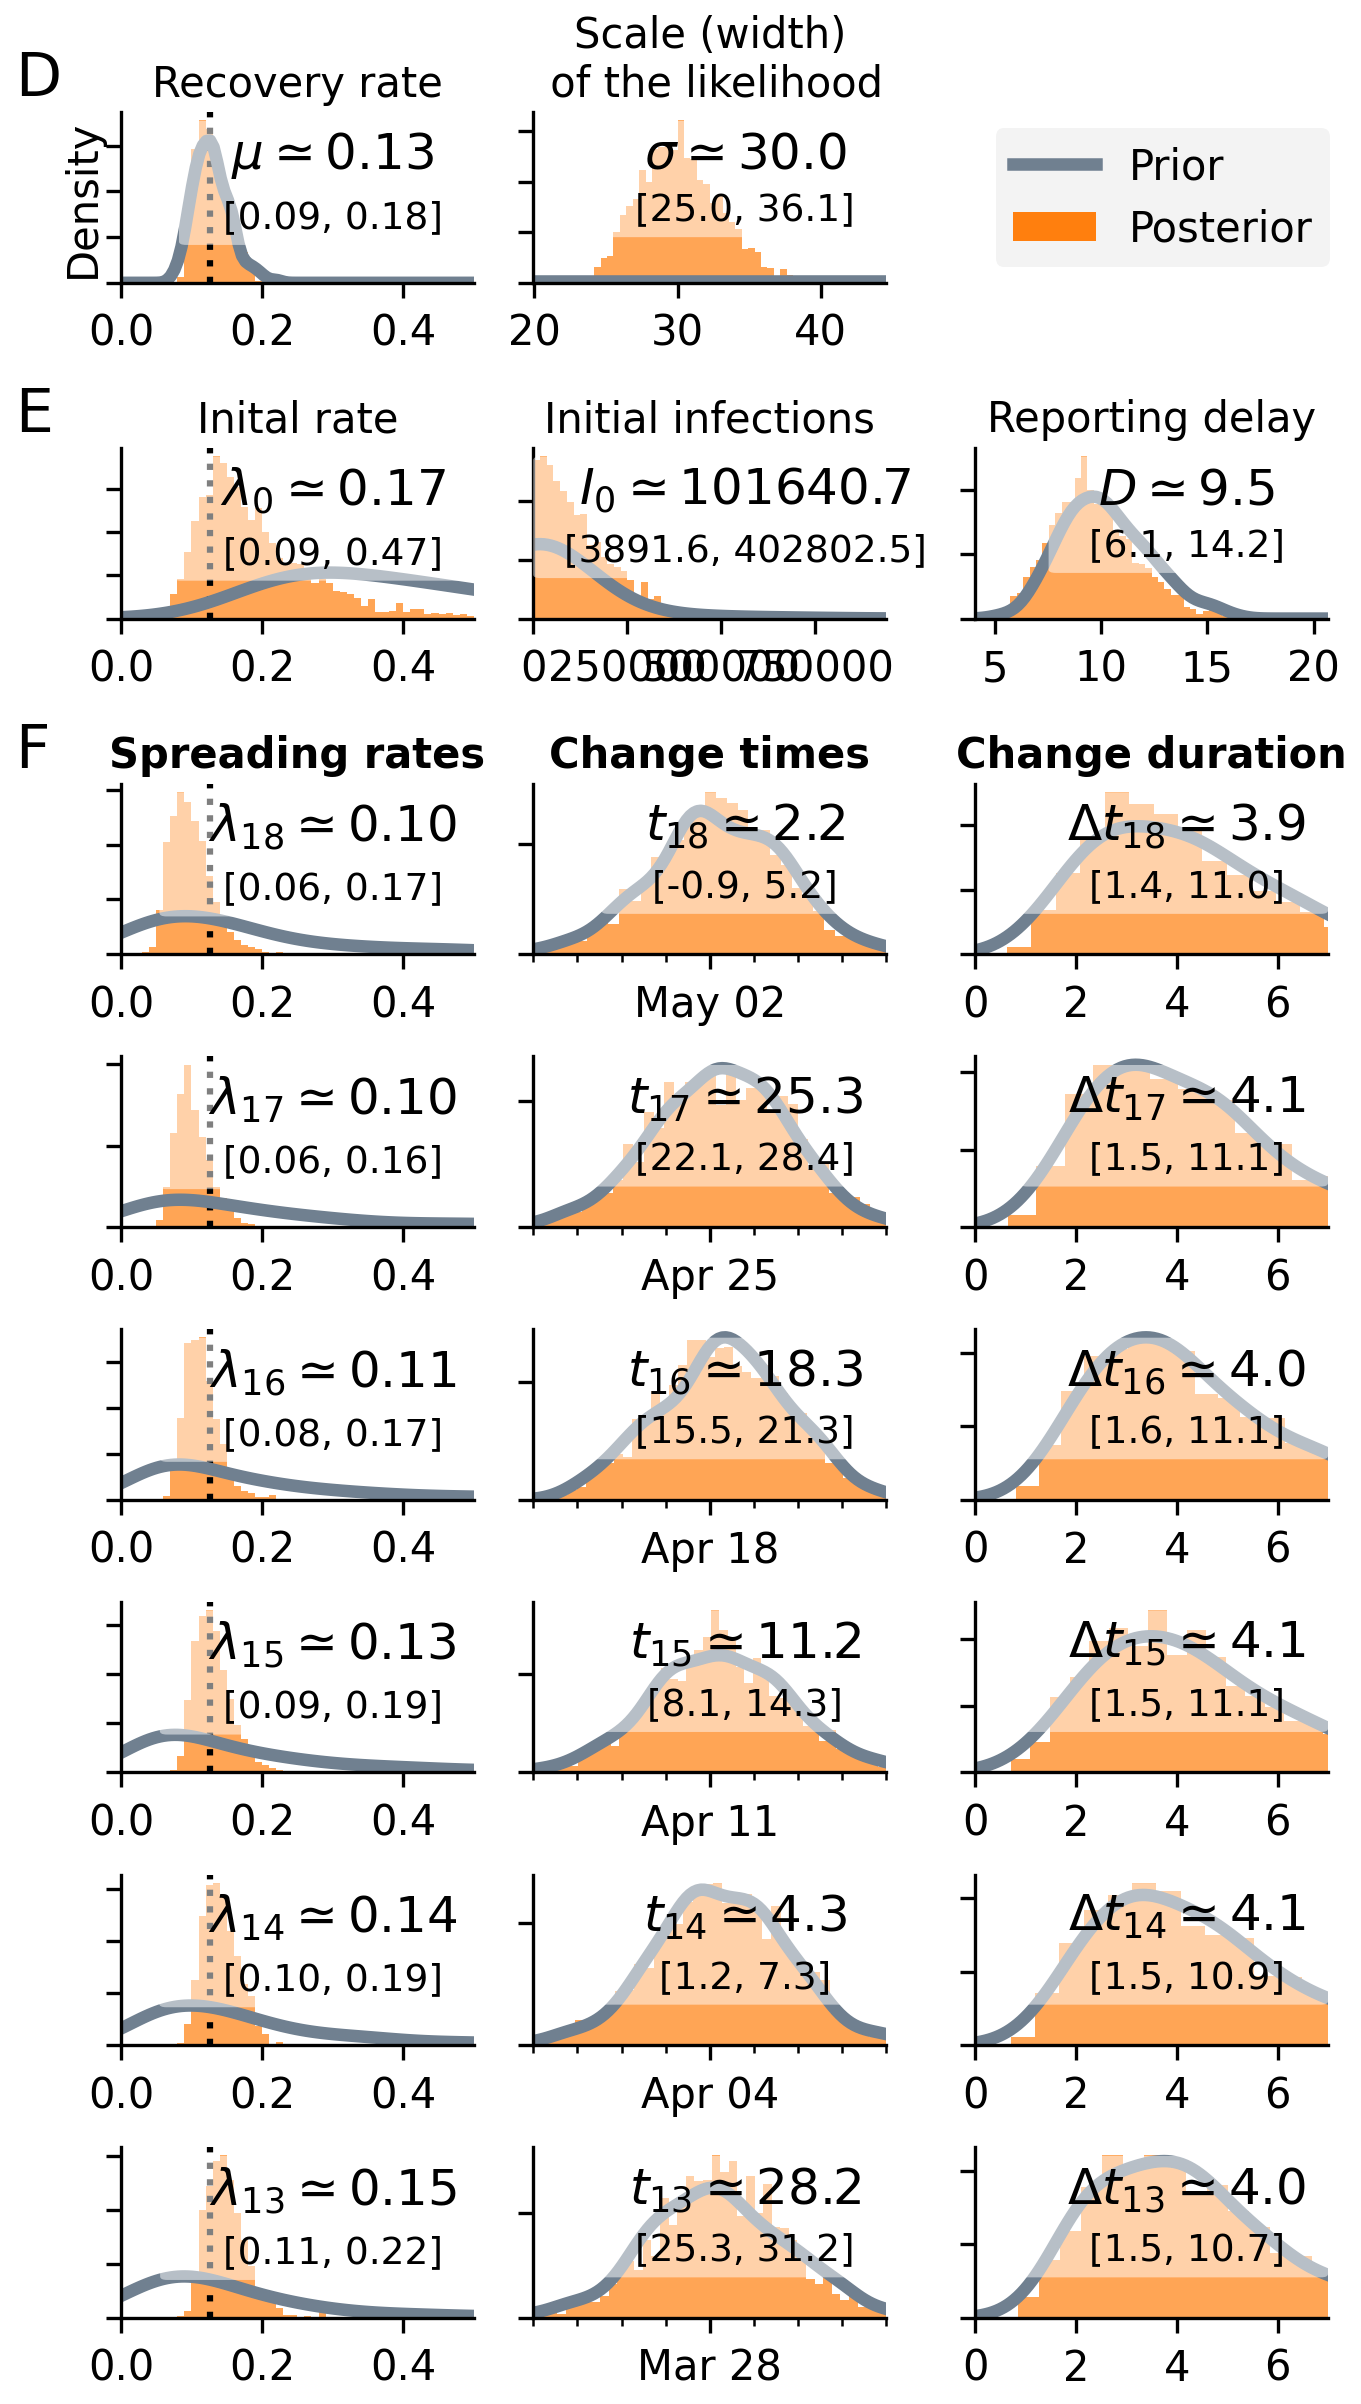 D
Recovery rate
Scale (width)
of the likelihood
Density
μ ≃ 0.13
[0.09, 0.18]
σ ≃ 30.0
[25.0, 36.1]
Prior
Posterior
0.0 0.2 0.4
20 30 40
E
Inital rate
Initial infections
Reporting delay
λ0 ≃ 0.17
[0.09, 0.47]
I0 ≃ 101640.7
[3891.6, 402802.5]
D ≃ 9.5
[6.1, 14.2]
0.0 0.2 0.4
0 250000 500000 750000
5 10 15 20
F
Spreading rates
Change times
Change duration
λ18 ≃ 0.10
[0.06, 0.17]
t18 ≃ 2.2
[-0.9, 5.2]
Δt18 ≃ 3.9
[1.4, 11.0]
0.0 0.2 0.4
May 02
0 2 4 6
λ17 ≃ 0.10
[0.06, 0.16]
t17 ≃ 25.3
[22.1, 28.4]
Δt17 ≃ 4.1
[1.5, 11.1]
0.0 0.2 0.4
Apr 25
0 2 4 6
λ16 ≃ 0.11
[0.08, 0.17]
t16 ≃ 18.3
[15.5, 21.3]
Δt16 ≃ 4.0
[1.6, 11.1]
0.0 0.2 0.4
Apr 18
0 2 4 6
λ15 ≃ 0.13
[0.09, 0.19]
t15 ≃ 11.2
[8.1, 14.3]
Δt15 ≃ 4.1
[1.5, 11.1]
0.0 0.2 0.4
Apr 11
0 2 4 6
λ14 ≃ 0.14
[0.10, 0.19]
t14 ≃ 4.3
[1.2, 7.3]
Δt14 ≃ 4.1
[1.5, 10.9]
0.0 0.2 0.4
Apr 04
0 2 4 6
λ13 ≃ 0.15
[0.11, 0.22]
t13 ≃ 28.2
[25.3, 31.2]
Δt13 ≃ 4.0
[1.5, 10.7]
0.0 0.2 0.4
Mar 28
0 2 4 6